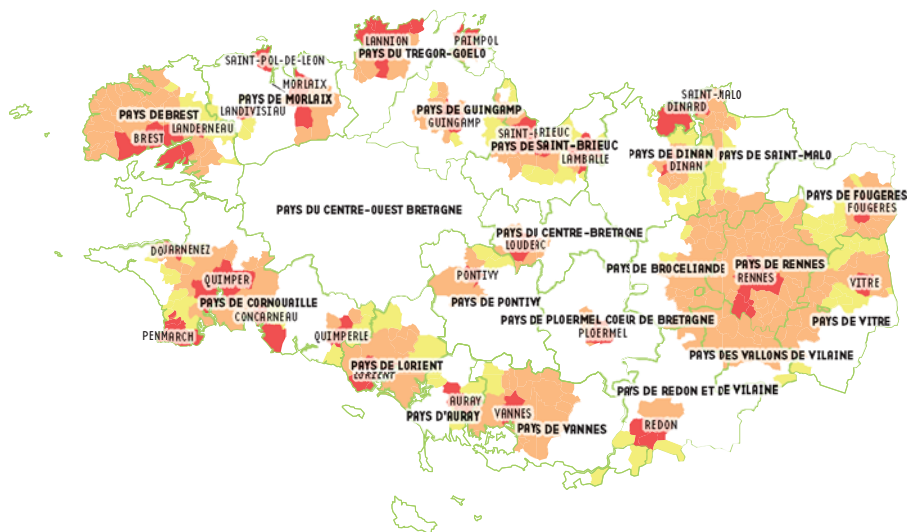 LANNION
PAIMPOL
PAYS DU TREGOR-GOELO
SAINT-POL-DE-LEON
MORLAIX
PAYS DE MORLAIX
LANDIVISIAU
PAYS DE BREST
LANDERNEAU
BREST
PAYS DE GUINGAMP
GUINGAMP
SAINT-BRIEUC
PAYS DE SAINT-BRIEUC
LAMBALLE
SAINT-MALO
DINARD
PAYS DE DINAN
DINAN
PAYS DE SAINT-MALO
PAYS DE FOUGERES
FOUGERES
PAYS DU CENTRE-OUEST BRETAGNE
PAYS DU CENTRE-BRETAGNE
LOUDEAC
DOUARNENEZ
QUIMPER
PAYS DE CORNOUAILLE
CONCARNEAU
PENMARCH
QUIMPERLE
PONTIVY
PAYS DE PONTIVY
PAYS DE BROCELIANDE
PAYS DE RENNES
RENNES
VITRE
PAYS DE VITRE
PAYS DE PLOERMEL COEUR DE BRETAGNE
PLOERMEL
PAYS DES VALLONS DE VILAINE
PAYS DE LORIENT
LORIENT
AURAY
PAYS D'AURAY
VANNES
PAYS DE VANNES
PAYS DE REDON ET DE VILAINE
REDON